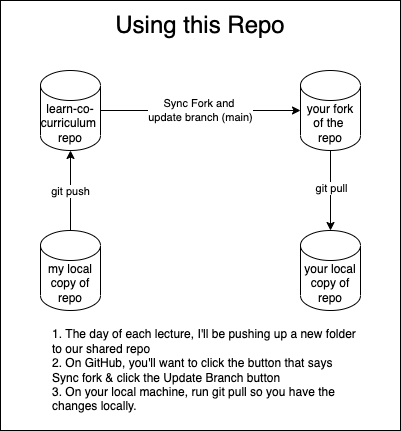 Using this Repo
learn-co-
curriculum
repo
Sync Fork and
update branch (main)
your fork
of the
repo
git push
git pull
my local
copy of
repo
your local
copy of
repo
1. The day of each lecture, I'll be pushing up a new folder
to our shared repo
2. On GitHub, you'll want to click the button that says
Sync fork & click the Update Branch button
3. On your local machine, run git pull so you have the
changes locally.